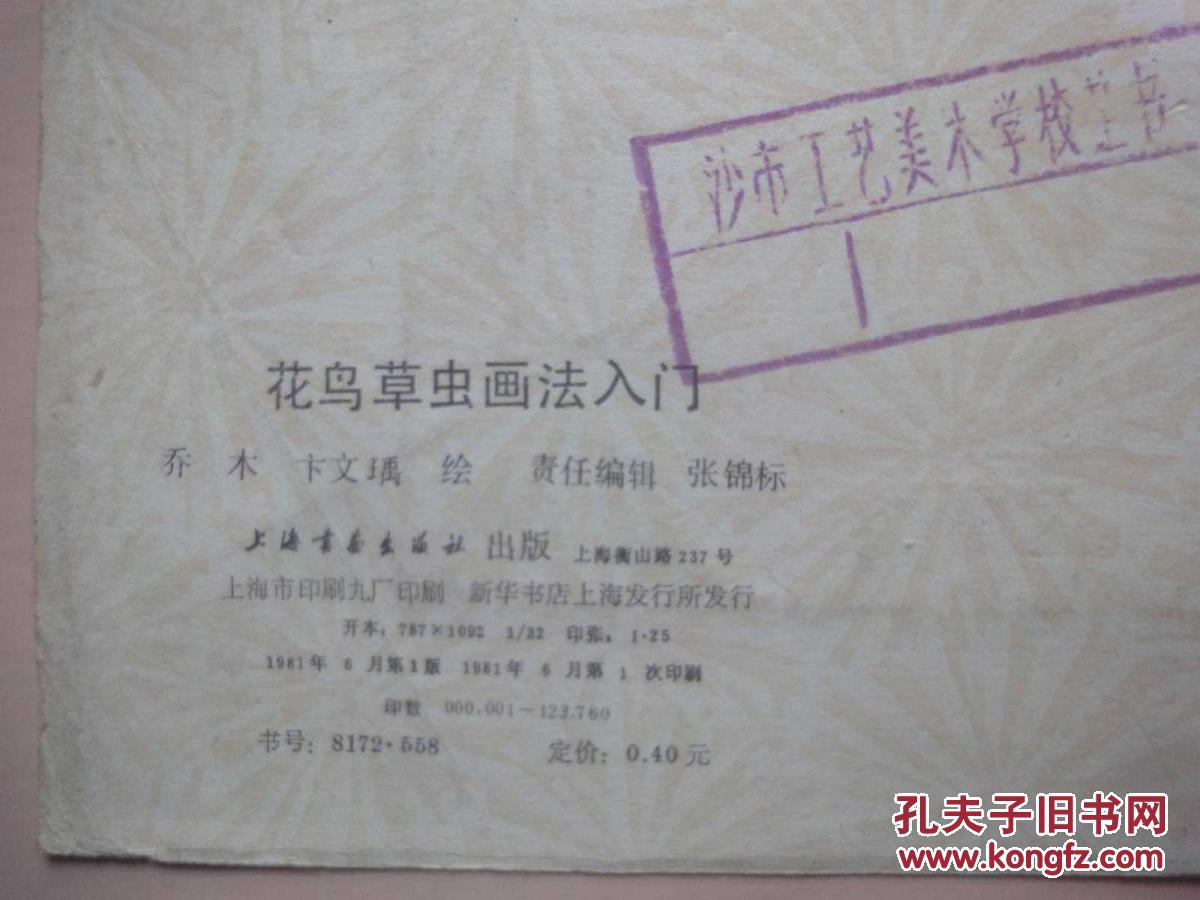 沙市工艺美术学校
1
花鸟草虫画法入门
乔 木 卞文瑀 绘 责任编辑 张锦标
上海书画出版社 出版 上海衡山路237号
上海市印刷九厂印刷 新华书店上海发行所发行
开本：787×1092 1/32 印张：1·25
1981年 6 月第1版 1981年 6 月第 1 次印刷
印数 000.001—123.760
书号：8172·558 定价：0.40元
孔夫子旧书网
www.kongfz.com